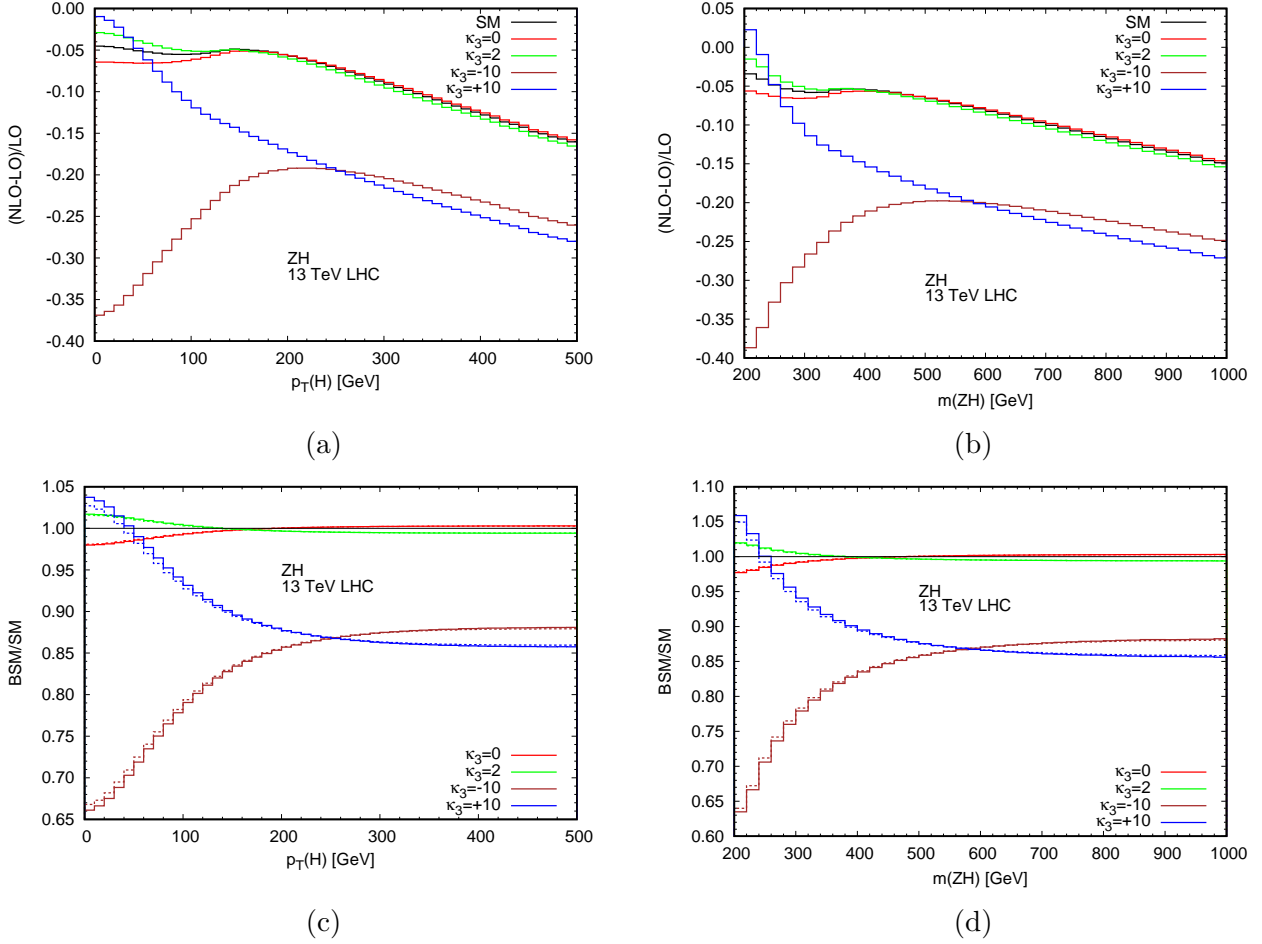 (NLO-LO)/LO
0.00
-0.05
-0.10
-0.15
-0.20
-0.25
-0.30
-0.35
-0.40
SM
κ3=0
κ3=2
κ3=-10
κ3=+10
ZH
13 TeV LHC
0 100 200 300 400 500
pT(H) [GeV]
(a)
(NLO-LO)/LO
0.05
0.00
-0.05
-0.10
-0.15
-0.20
-0.25
-0.30
-0.35
-0.40
SM
κ3=0
κ3=2
κ3=-10
κ3=+10
ZH
13 TeV LHC
200 300 400 500 600 700 800 900 1000
m(ZH) [GeV]
(b)
BSM/SM
1.05
1.00
0.95
0.90
0.85
0.80
0.75
0.70
0.65
ZH
13 TeV LHC
κ3=0
κ3=2
κ3=-10
κ3=+10
0 100 200 300 400 500
pT(H) [GeV]
(c)
BSM/SM
1.10
1.05
1.00
0.95
0.90
0.85
0.80
0.75
0.70
0.65
0.60
ZH
13 TeV LHC
κ3=0
κ3=2
κ3=-10
κ3=+10
200 300 400 500 600 700 800 900 1000
m(ZH) [GeV]
(d)